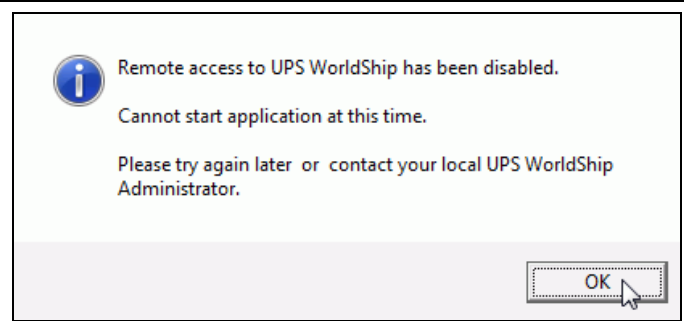 Remote access to UPS WorldShip has been disabled.
Cannot start application at this time.
Please try again later  or  contact your local UPS WorldShip
Administrator.
OK